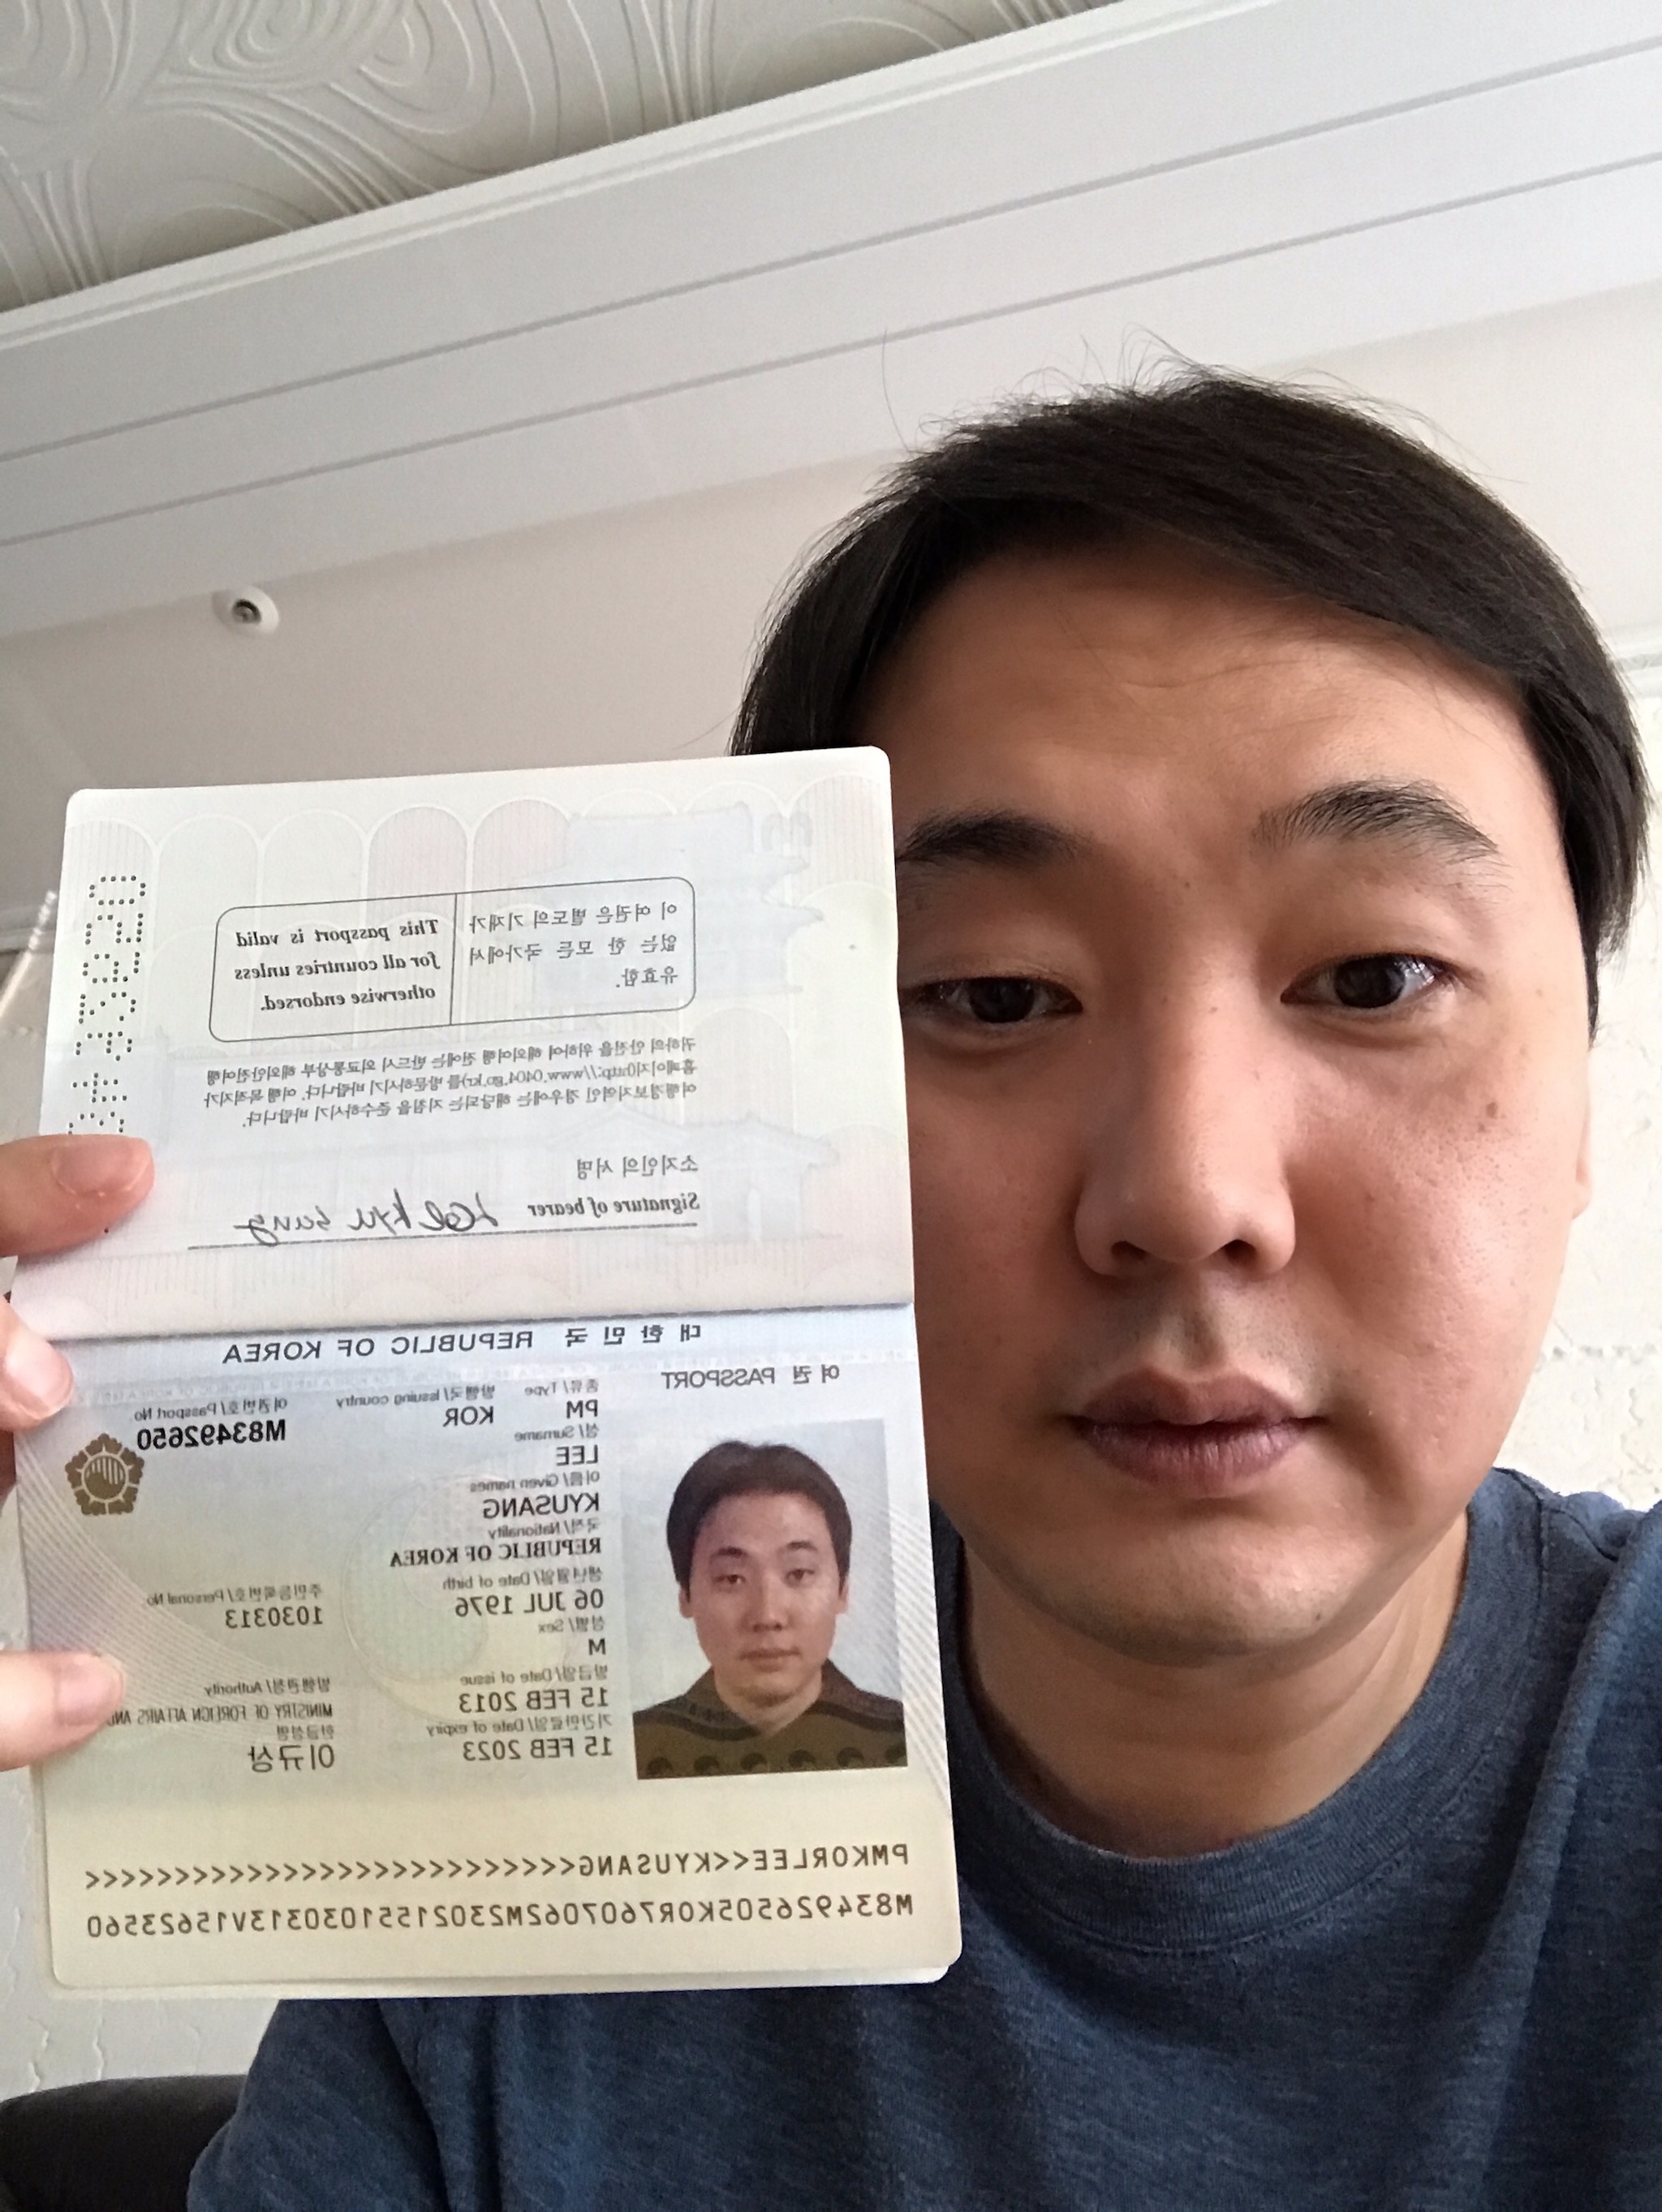 이 여권은 별도의 기재가
없는 한 모든 국가에서
유효함.
This passport is valid
for all countries unless
otherwise endorsed.
귀하의 안전을 위하여 해외여행 전에는 반드시 외교통상부 해외안전여행
홈페이지(http://www.0404.go.kr)를 방문하시기 바랍니다. 여행 목적지가
여행경보지역인 경우에는 해당되는 지침을 준수하시기 바랍니다.
소지인의 서명
Signature of bearer Lee kyu sang
대 한 민 국 REPUBLIC OF KOREA
여 권 PASSPORT
종류/Type 발행국/Issuing country 여권번호/Passport No
PM KOR M83492650
성/Surname
LEE
이름/Given names
KYUSANG
국적/Nationality
REPUBLIC OF KOREA
생년월일/Date of birth 주민등록번호/Personal No
06 JUL 1976 1030313
성별/Sex
M
발급일/Date of issue 발행관청/Authority
15 FEB 2013 MINISTRY OF FOREIGN AFFAIRS AND
기간만료일/Date of expiry 한글성명
15 FEB 2023 이규상
PMKORLEE<<KYUSANG<<<<<<<<<<<<<<<<<<<<<<<<<<<
M834926505KOR7607062M23021551030313V15623560